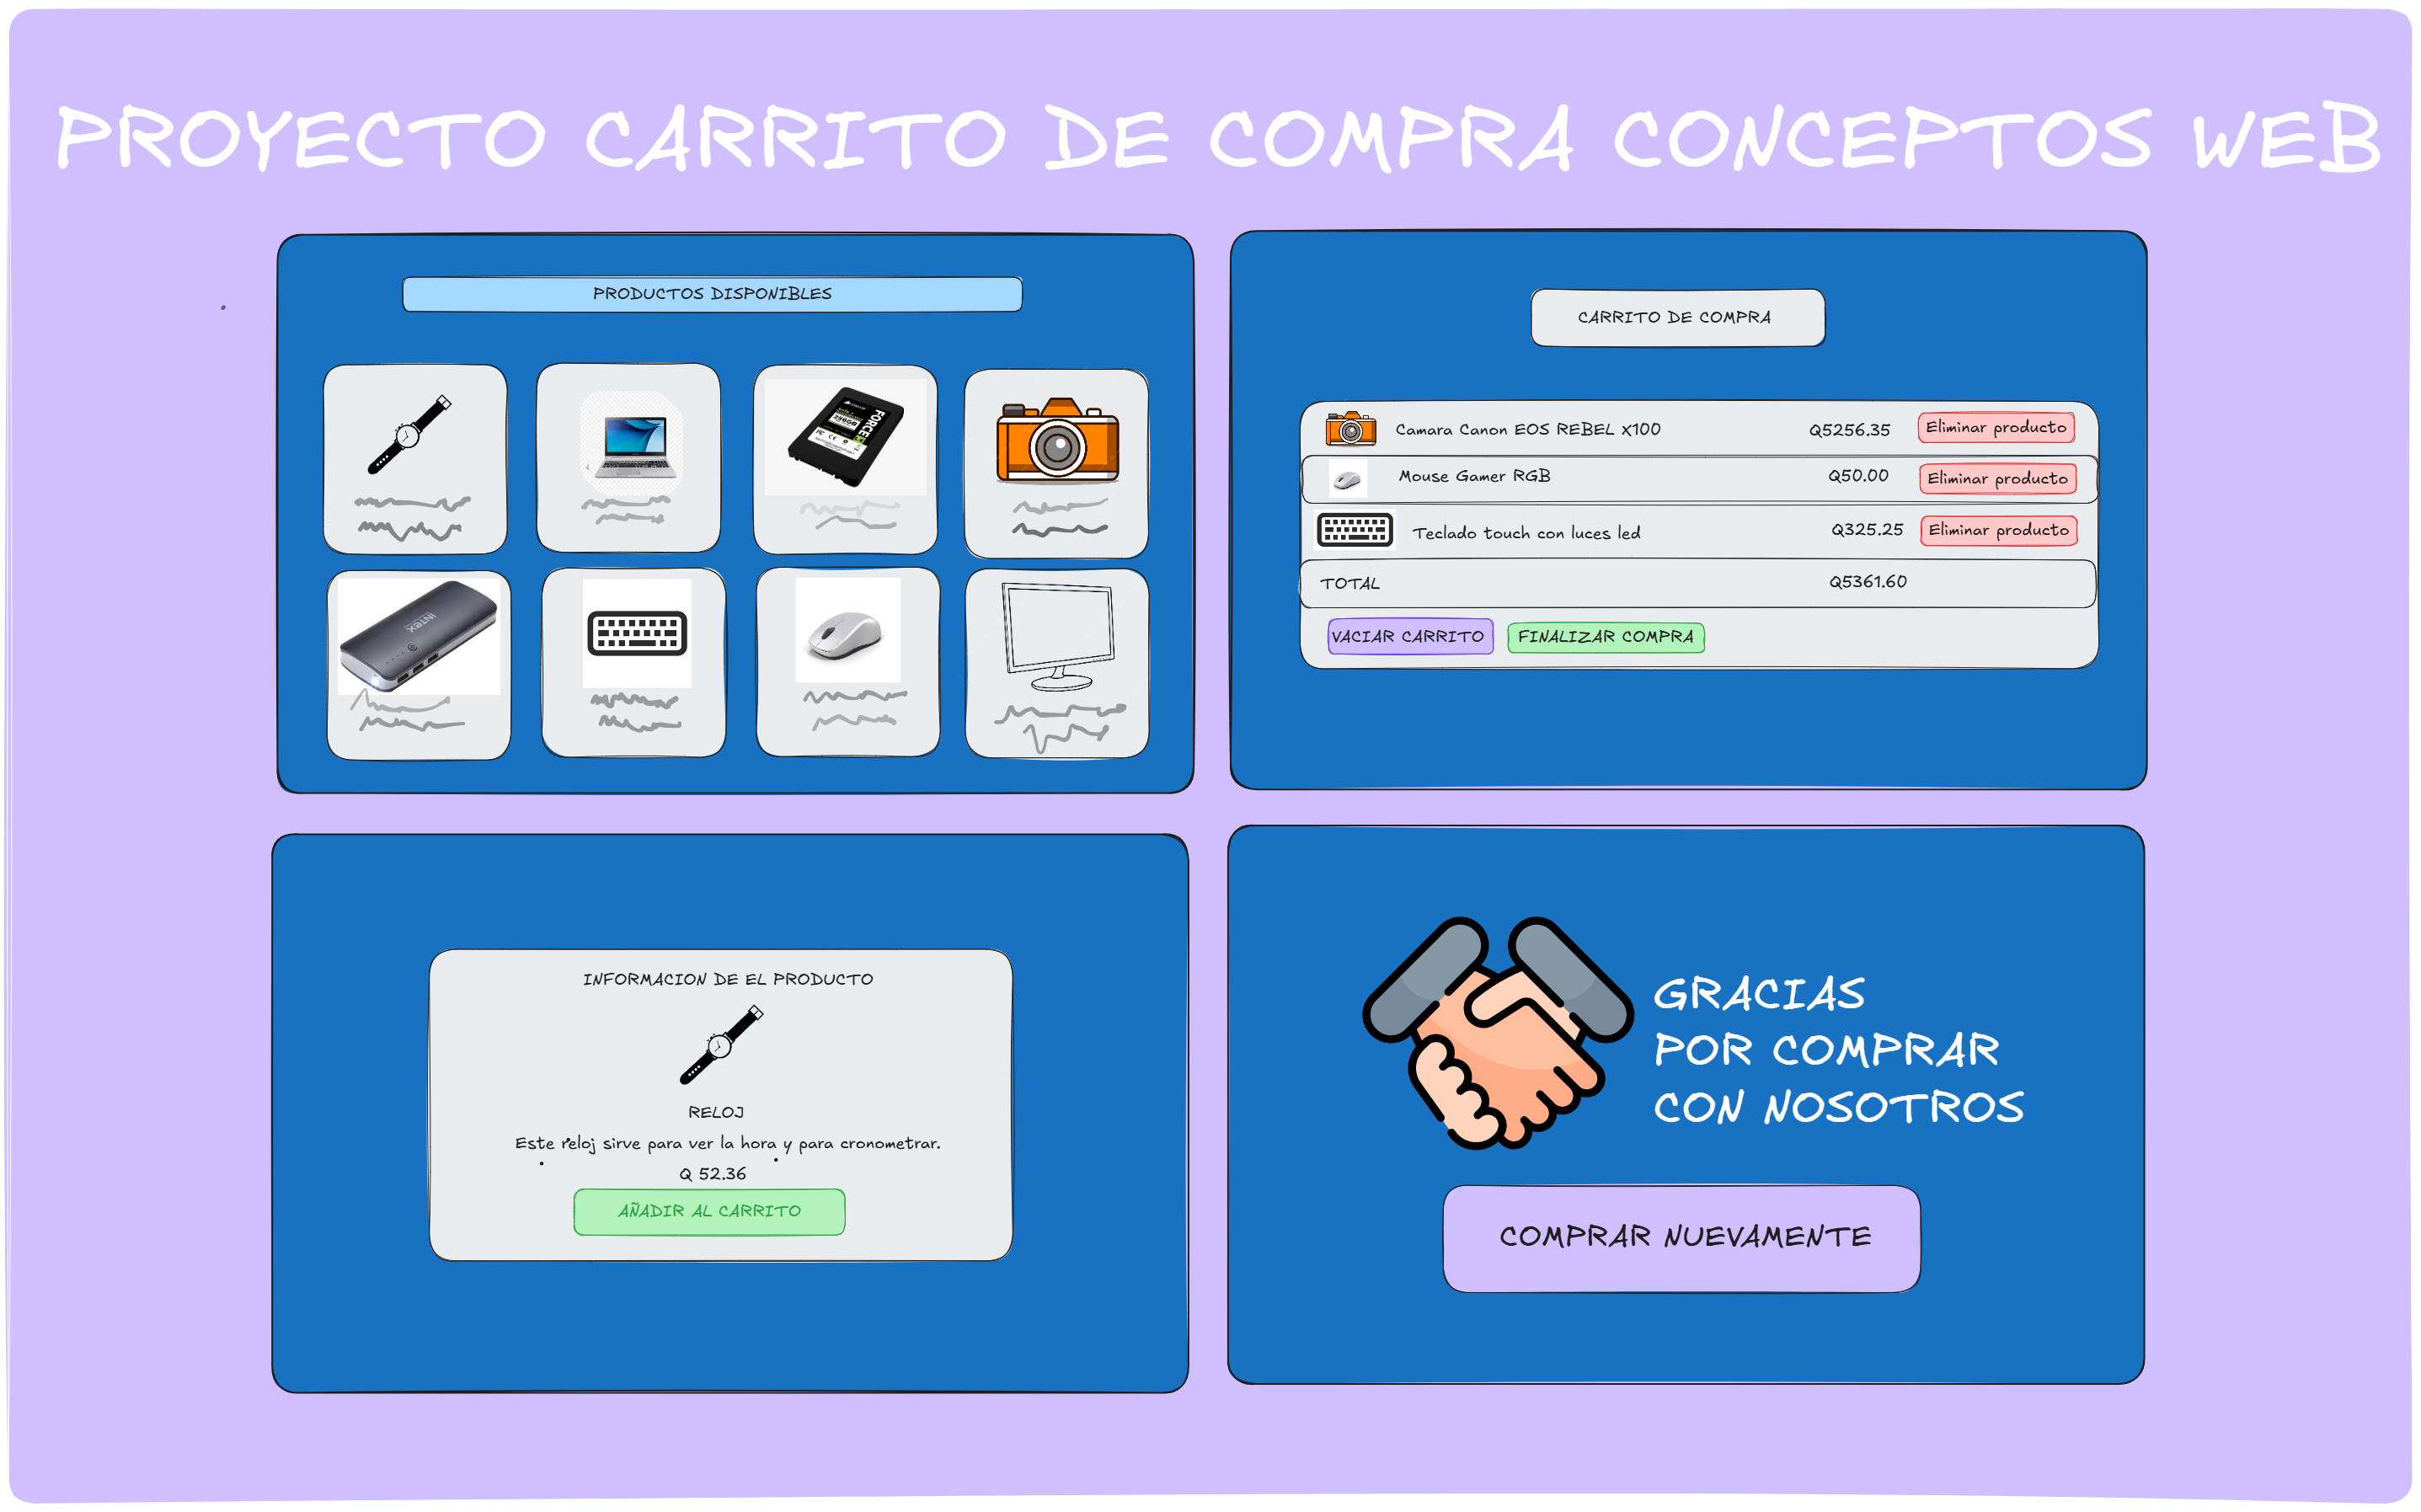 PROYECTO CARRITO DE COMPRA CONCEPTOS WEB
PRODUCTOS DISPONIBLES
FORCE
256GB
INTEX
CARRITO DE COMPRA
Camara Canon EOS REBEL X100 Q5256.35 Eliminar producto
Mouse Gamer RGB Q50.00 Eliminar producto
Teclado touch con luces led Q325.25 Eliminar producto
TOTAL Q5361.60
VACIAR CARRITO FINALIZAR COMPRA
INFORMACION DE EL PRODUCTO
RELOJ
Este reloj sirve para ver la hora y para cronometrar.
Q 52.36
AÑADIR AL CARRITO
GRACIAS
POR COMPRAR
CON NOSOTROS
COMPRAR NUEVAMENTE